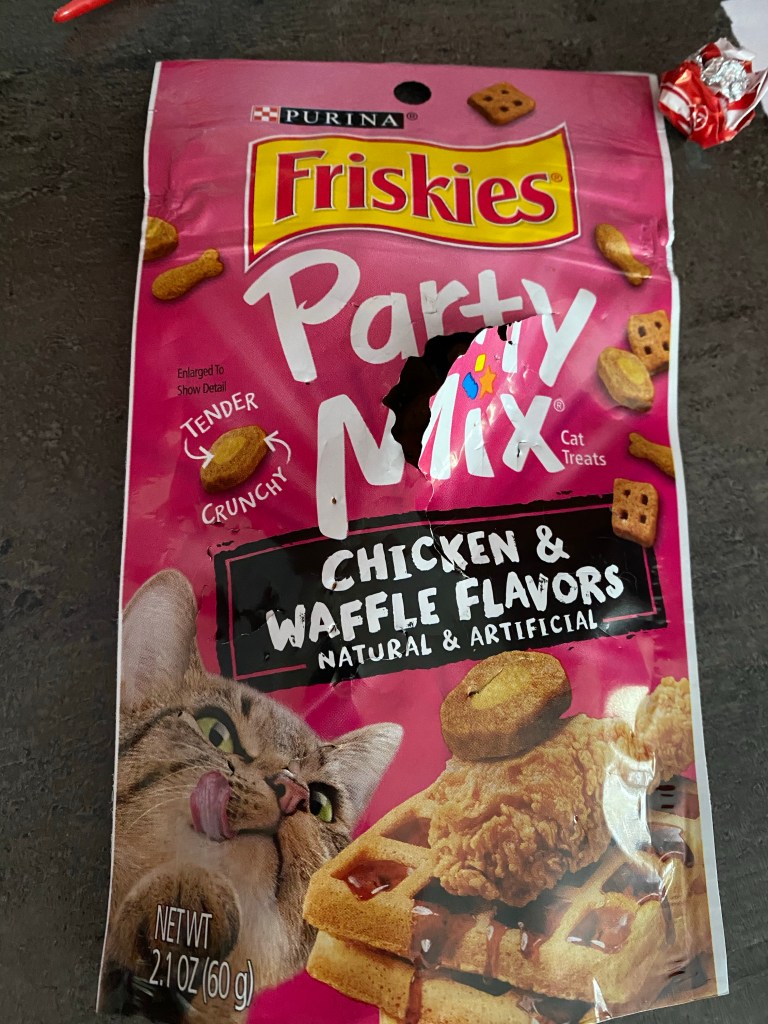 PURINA®
Friskies®
Party
Mix®
Cat
Treats
Enlarged To
Show Detail
TENDER
CRUNCHY
CHICKEN &
WAFFLE FLAVORS
NATURAL & ARTIFICIAL
NET WT
2.1 OZ (60 g)